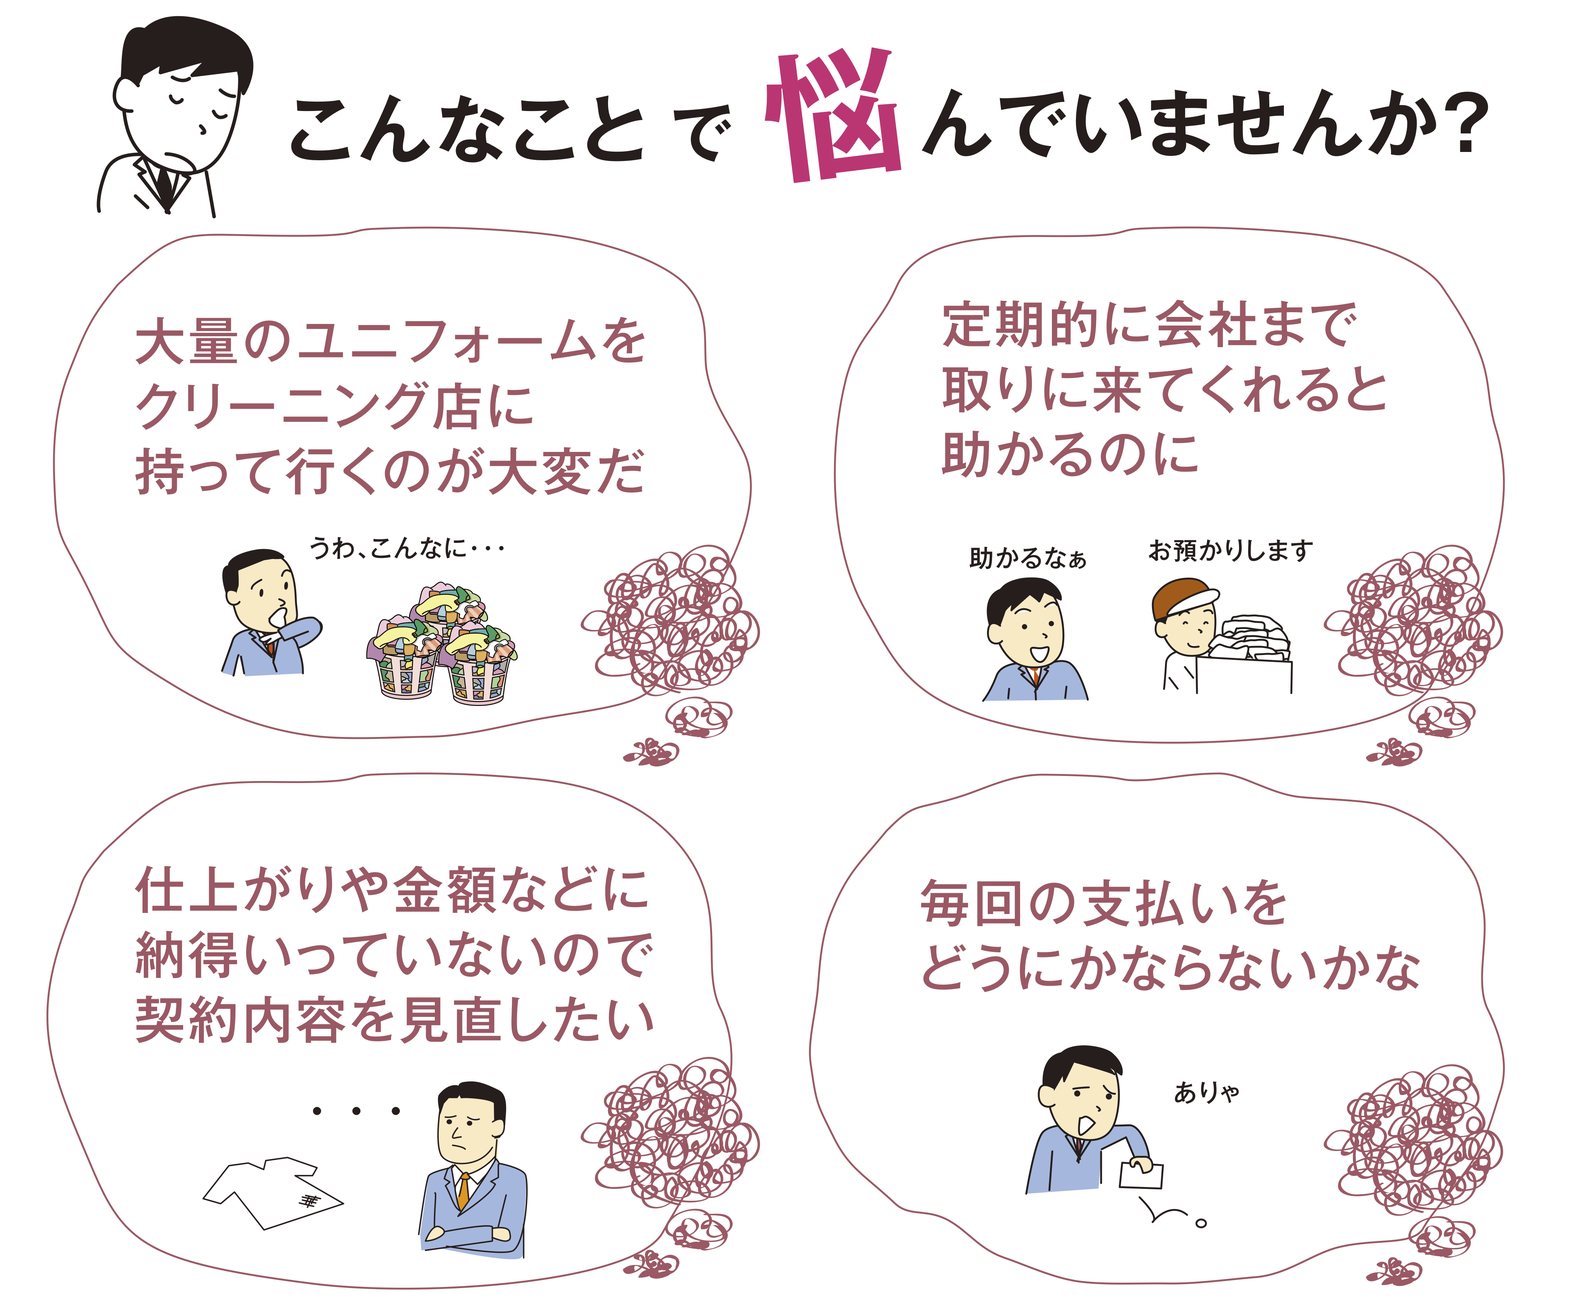 こんなことで悩んでいませんか?
大量のユニフォームを
クリーニング店に
持って行くのが大変だ
うわ、こんなに・・・
定期的に会社まで
取りに来てくれると
助かるのに
助かるなぁ
お預かりします
仕上がりや金額などに
納得いっていないので
契約内容を見直したい
・・・
毎回の支払いを
どうにかならないかな
ありゃ